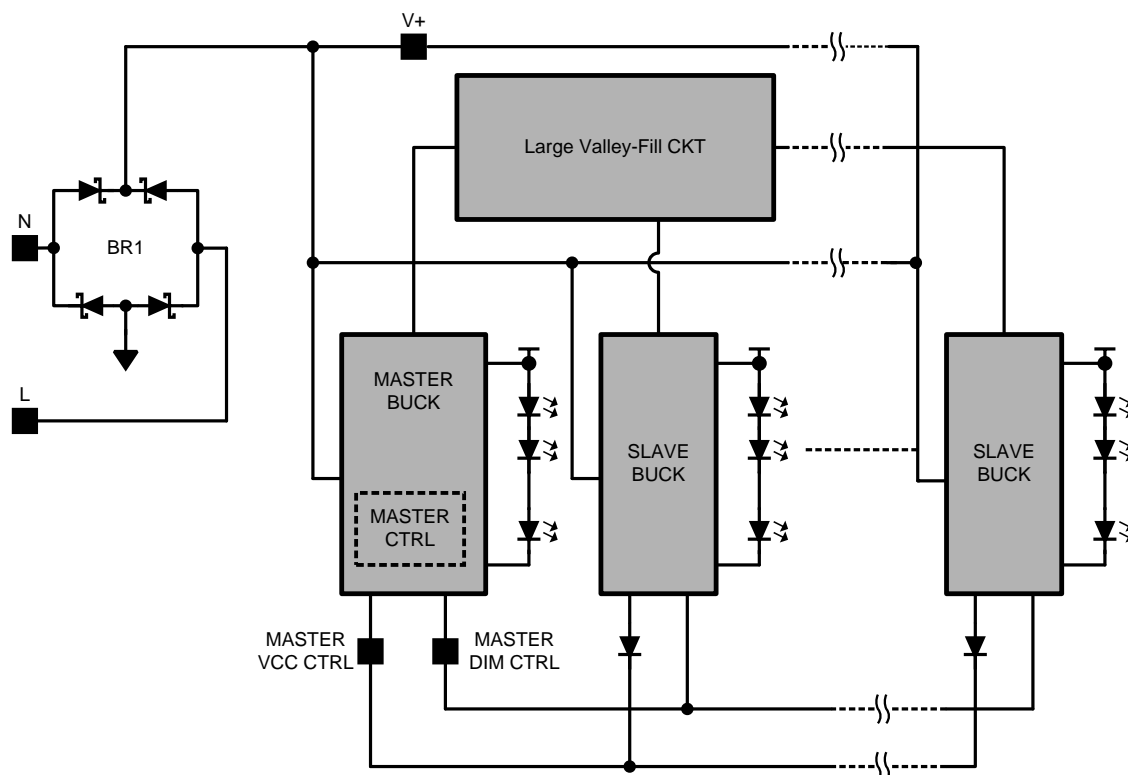 V+
Large Valley-Fill CKT
N
BR1
L
MASTER
BUCK
MASTER
CTRL
SLAVE
BUCK
SLAVE
BUCK
MASTER
VCC CTRL
MASTER
DIM CTRL